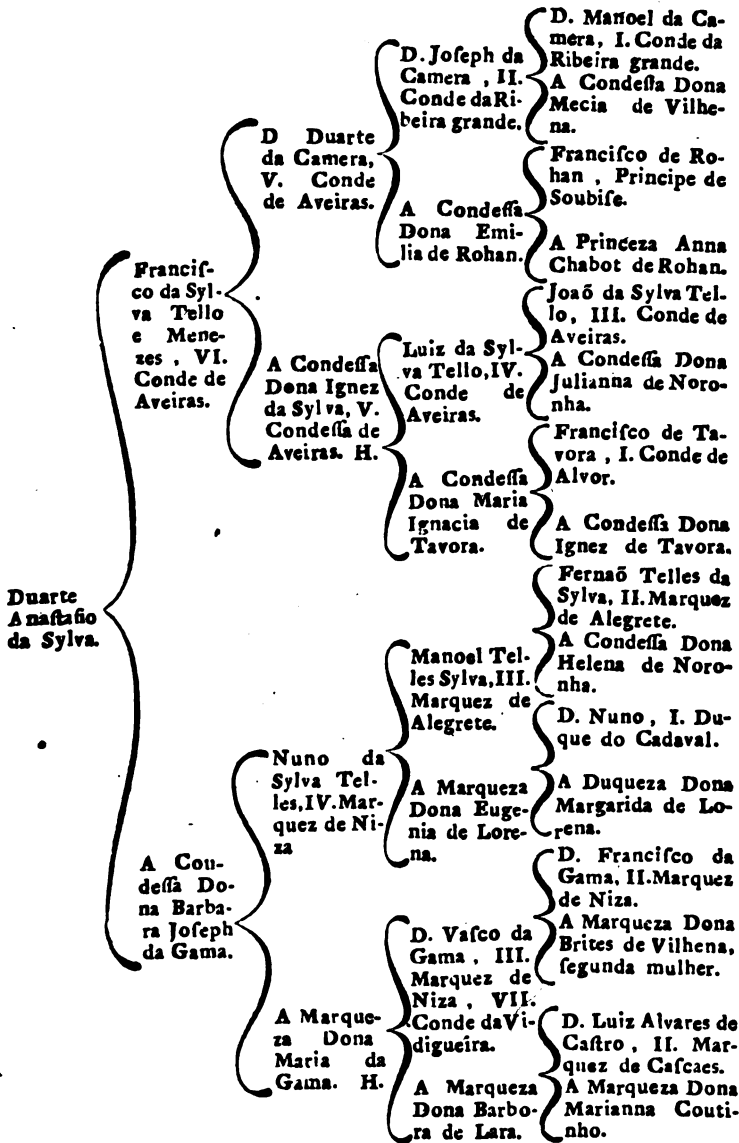 Duarte
Anaſtaſio
da Sylva.
Franciſ-
co da Syl-
va Tello
e Mene-
zes , VI.
Conde de
Aveiras.
A Cou-
deſſa Do-
na Barba-
ra Joſeph
da Gama.
D Duarte
da Camera,
V. Conde
de Aveiras.
A Condeſſa
Dona Ignez
da Sylva, V.
Condeſſa de
Aveiras. H.
Nuno da
Sylva Tel-
les,IV.Mar-
quez de Ni-
za
A Marque-
za Dona
Maria da
Gama. H.
D. Joſeph da
Camera , II.
Conde da Ri-
beira grande.
A Condeſſa
Dona Emi-
lia de Rohan.
Luiz da Syl-
va Tello,IV.
Conde de
Aveiras.
A Condeſſa
Dona Maria
Ignacia de
Tavora.
Manoel Tel-
les Sylva,III.
Marquez de
Alegrete.
A Marqueza
Dona Euge-
nia de Lore-
na.
D. Vaſco da
Gama , III.
Marquez de
Niza , VII.
Conde da Vi-
digueira.
A Marqueza
Dona Barbo-
ra de Lara.
D. Manoel da Ca-
mera, I. Conde da
Ribeira grande.
A Condeſſa Dona
Mecia de Vilhe-
na.
Franciſco de Ro-
han , Principe de
Soubiſe.
A Princeza Anna
Chabot de Rohan.
Joaõ da Sylva Tel-
lo, III. Conde de
Aveiras.
A Condeſſa Dona
Julianna de Noro-
nha.
Franciſco de Ta-
vora , I. Conde de
Alvor.
A Condeſſa Dona
Ignez de Tavora.
Fernaõ Telles da
Sylva, II. Marquez
de Alegrete.
A Condeſſa Dona
Helena de Noro-
nha.
D. Nuno , I. Du-
que do Cadaval.
A Duqueza Dona
Margarida de Lo-
rena.
D. Franciſco da
Gama, II. Marquez
de Niza.
A Marqueza Dona
Brites de Vilhena,
ſegunda mulher.
D. Luiz Alvares de
Caſtro , II. Mar-
quez de Caſcaes.
A Marqueza Dona
Marianna Couti-
nho.